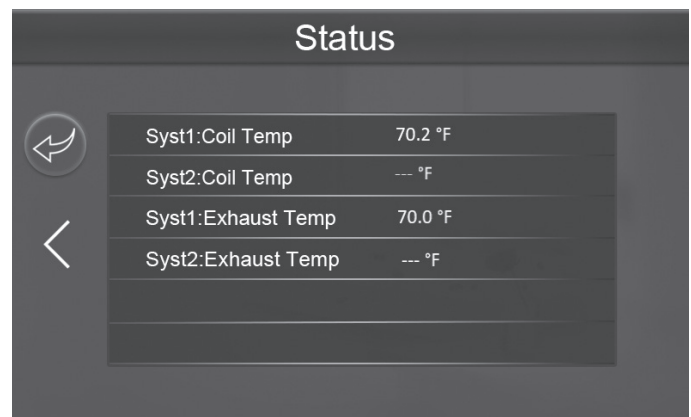 Status
Syst1:Coil Temp 70.2 °F
Syst2:Coil Temp --- °F
Syst1:Exhaust Temp 70.0 °F
Syst2:Exhaust Temp --- °F